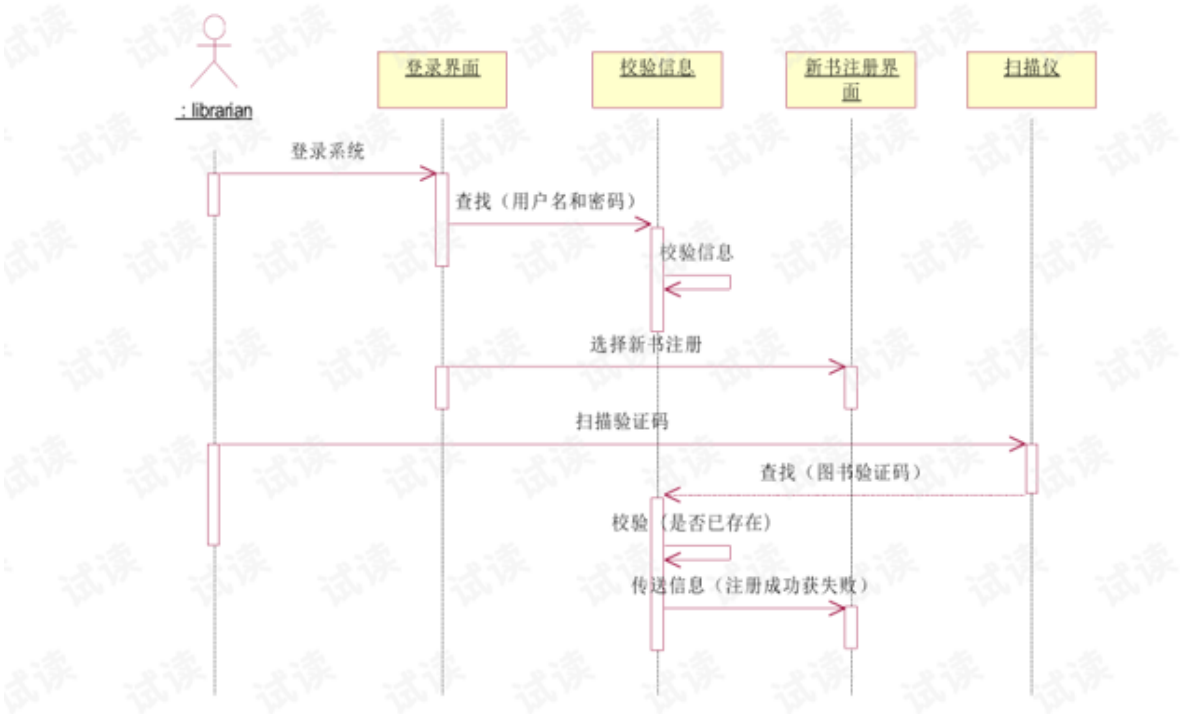 : librarian
登录界面
校验信息
新书注册界
面
扫描仪
登录系统
查找（用户名和密码）
校验信息
选择新书注册
扫描验证码
查找（图书验证码）
校验（是否已存在）
传送信息（注册成功获失败）
试读